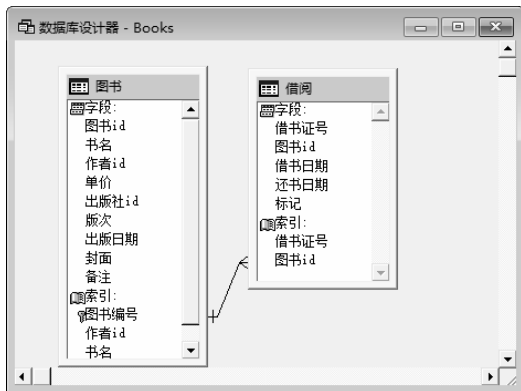 数据库设计器 - Books
图书
字段:
图书id
书名
作者id
单价
出版社id
版次
出版日期
封面
备注
索引:
图书编号
作者id
书名
借阅
字段:
借书证号
图书id
借书日期
还书日期
标记
索引:
借书证号
图书id